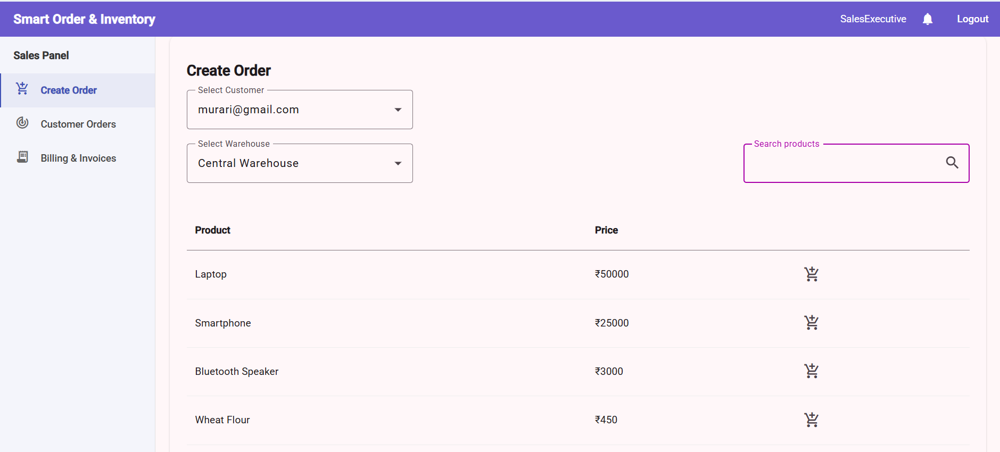 Smart Order & Inventory
SalesExecutive
Logout
Sales Panel
Create Order
Customer Orders
Billing & Invoices
Create Order
Select Customer
murari@gmail.com
Select Warehouse
Central Warehouse
Search products
Product Price
Laptop ₹50000
Smartphone ₹25000
Bluetooth Speaker ₹3000
Wheat Flour ₹450